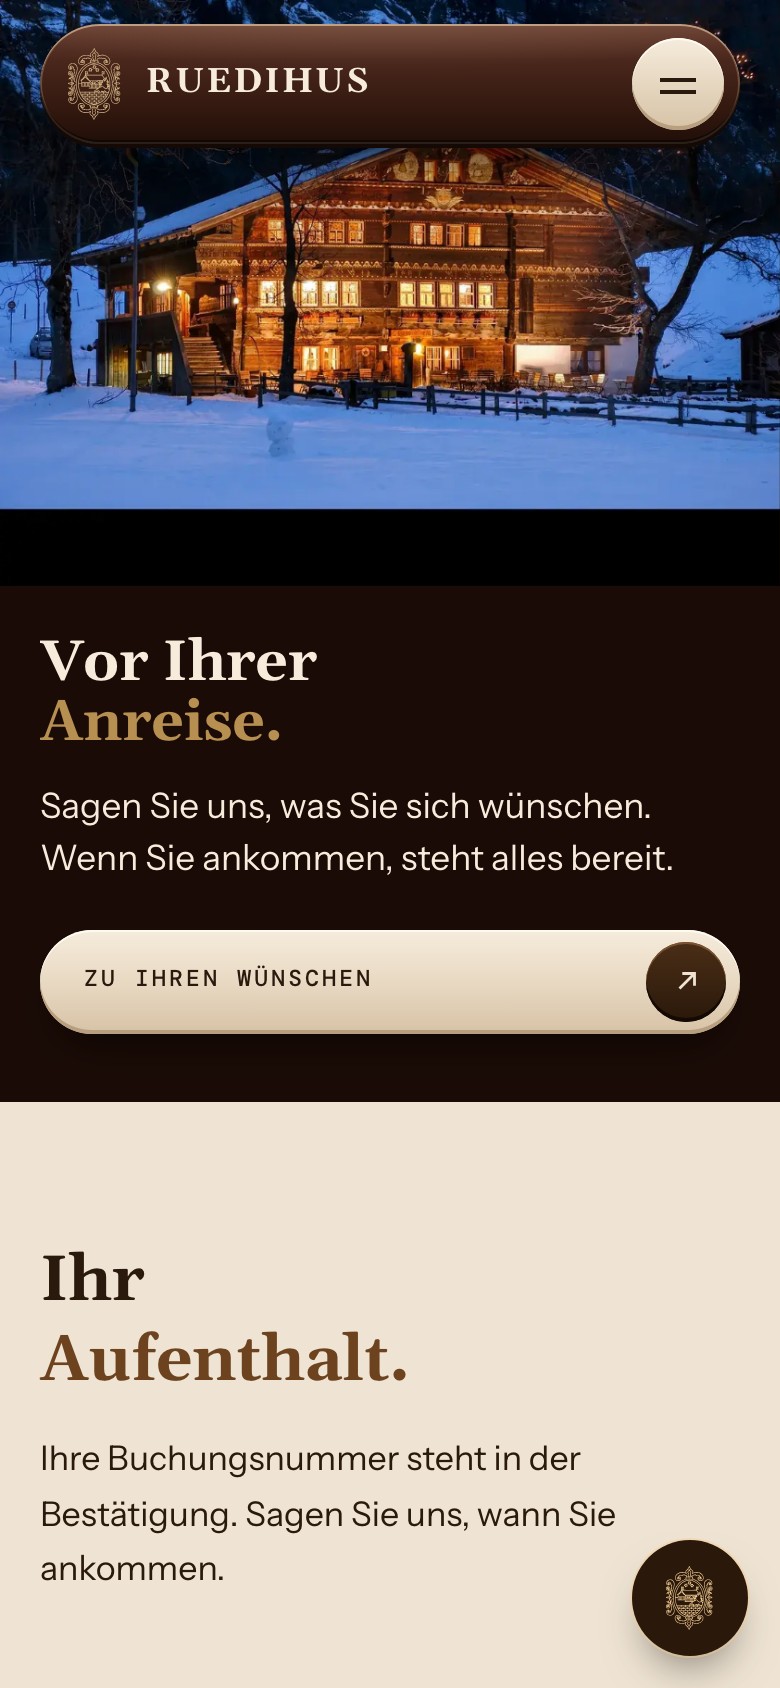 RUEDIHUS
Vor Ihrer
Anreise.
Sagen Sie uns, was Sie sich wünschen.
Wenn Sie ankommen, steht alles bereit.
ZU IHREN WÜNSCHEN
Ihr
Aufenthalt.
Ihre Buchungsnummer steht in der
Bestätigung. Sagen Sie uns, wann Sie
ankommen.